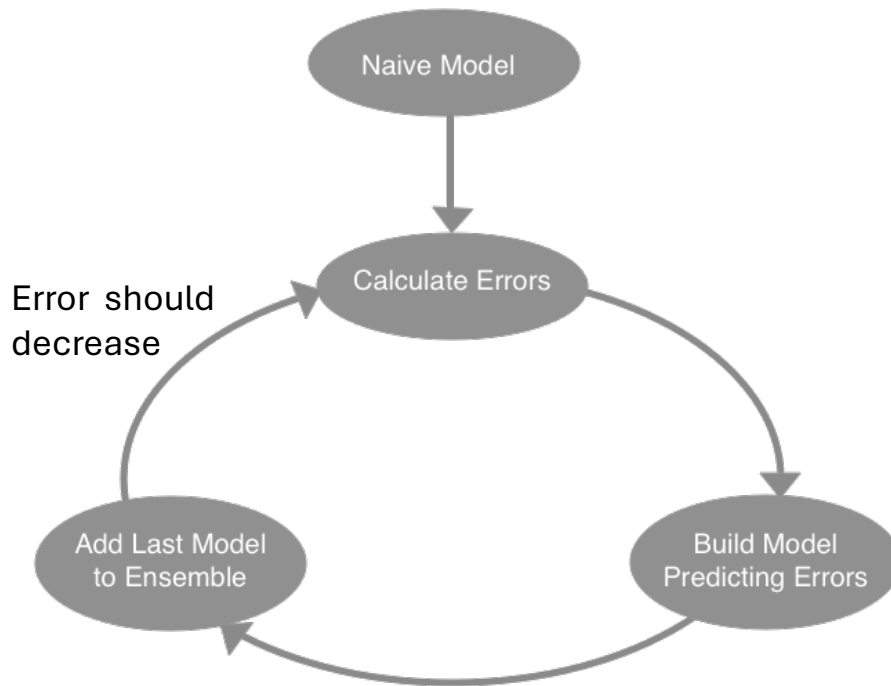 Naive Model
Calculate Errors
Error should
decrease
Add Last Model
to Ensemble
Build Model
Predicting Errors